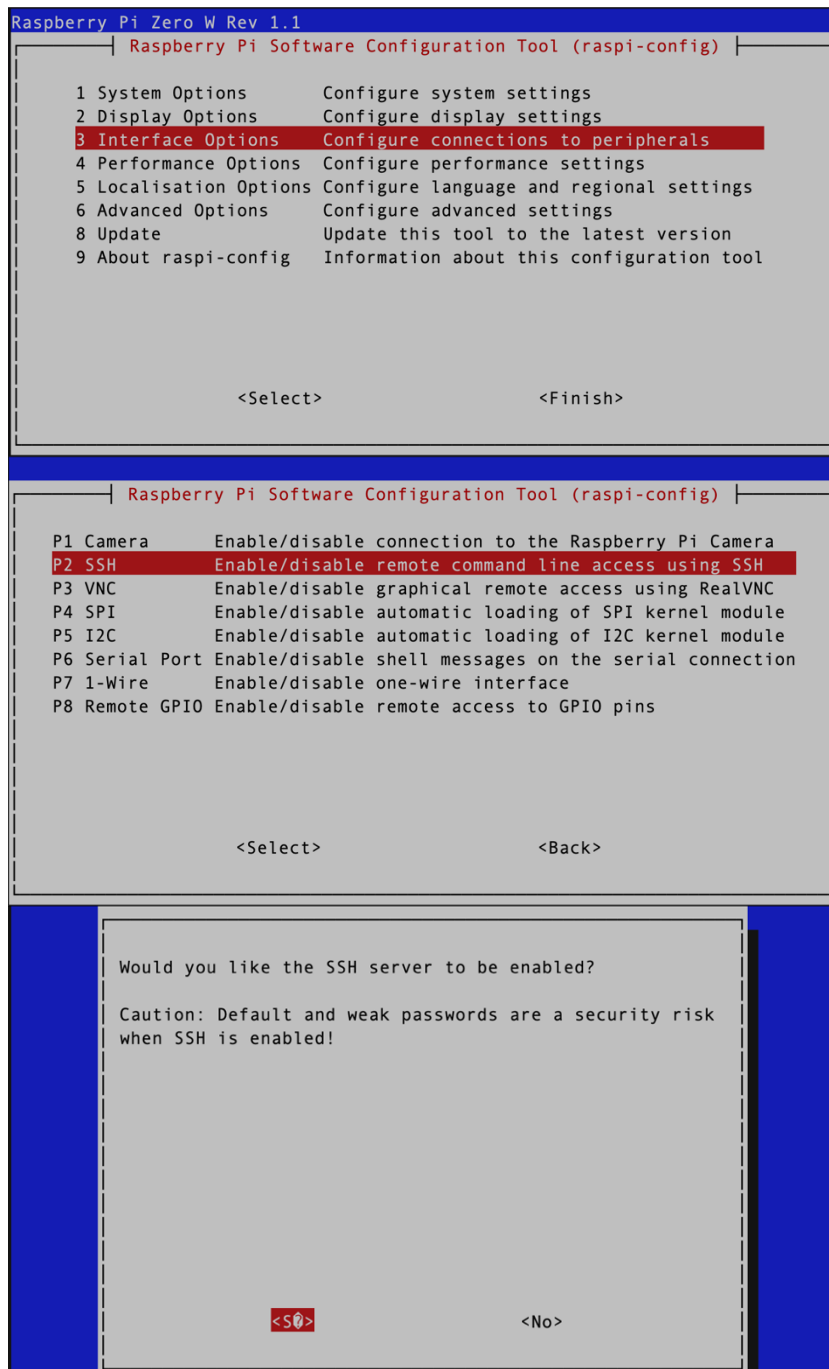 Raspberry Pi Zero W Rev 1.1
Raspberry Pi Software Configuration Tool (raspi-config)
1 System Options Configure system settings
2 Display Options Configure display settings
3 Interface Options Configure connections to peripherals
4 Performance Options Configure performance settings
5 Localisation Options Configure language and regional settings
6 Advanced Options Configure advanced settings
8 Update Update this tool to the latest version
9 About raspi-config Information about this configuration tool
<Select> <Finish>
Raspberry Pi Software Configuration Tool (raspi-config)
P1 Camera Enable/disable connection to the Raspberry Pi Camera
P2 SSH Enable/disable remote command line access using SSH
P3 VNC Enable/disable graphical remote access using RealVNC
P4 SPI Enable/disable automatic loading of SPI kernel module
P5 I2C Enable/disable automatic loading of I2C kernel module
P6 Serial Port Enable/disable shell messages on the serial connection
P7 1-Wire Enable/disable one-wire interface
P8 Remote GPIO Enable/disable remote access to GPIO pins
<Select> <Back>
Would you like the SSH server to be enabled?
Caution: Default and weak passwords are a security risk
when SSH is enabled!
<S�> <No>